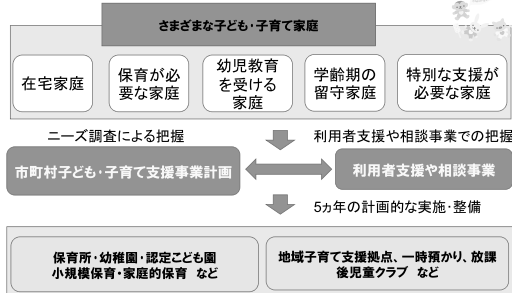 さまざまな子ども・子育て家庭
在宅家庭
保育が必
要な家庭
幼児教育
を受ける
家庭
学齢期の
留守家庭
特別な支援が
必要な家庭
ニーズ調査による把握
利用者支援や相談事業での把握
市町村子ども・子育て支援事業計画
利用者支援や相談事業
5ヵ年の計画的な実施・整備
保育所・幼稚園・認定こども園
小規模保育・家庭的保育 など
地域子育て支援拠点、一時預かり、放課
後児童クラブ など